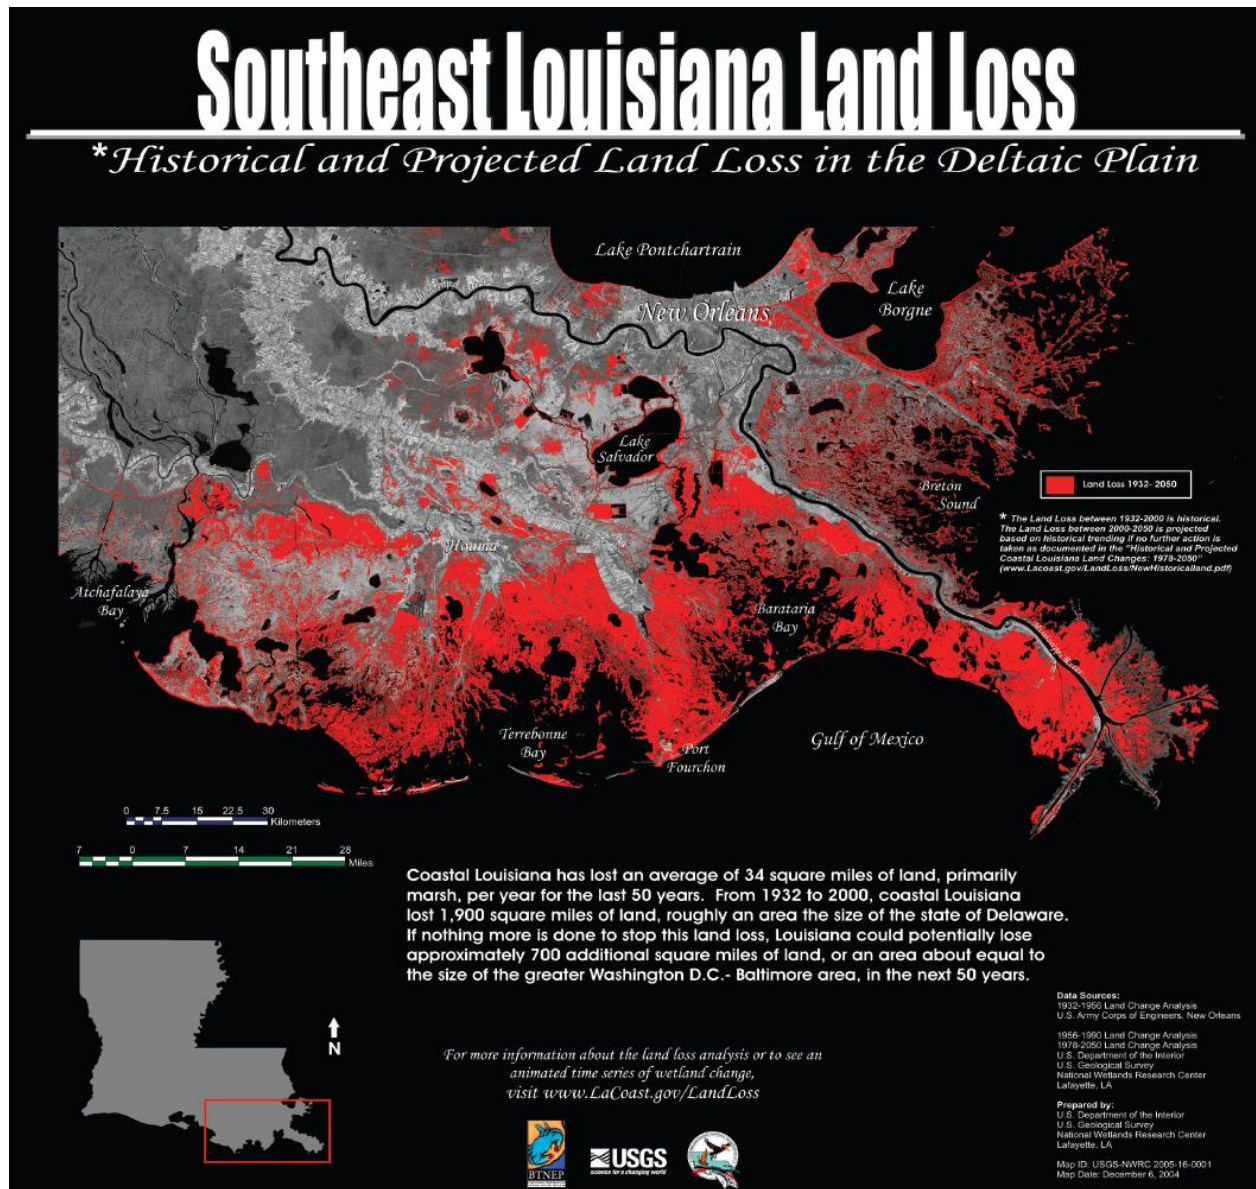 Southeast Louisiana Land Loss
*Historical and Projected Land Loss in the Deltaic Plain
Lake Pontchartrain
New Orleans
Lake
Borgne
Lake
Salvador
Breton
Sound
Land Loss 1932- 2050
* The Land Loss between 1932-2000 is historical.
The Land Loss between 2000-2050 is projected
based on historical trending if no further action is
taken as documented in the "Historical and Projected
Coastal Louisiana Land Changes: 1978-2050"
(www.Lacoast.gov/LandLoss/NewHistoricalland.pdf)
Houma
Atchafalaya
Bay
Barataria
Bay
Mississippi River
Terrebonne
Bay
Port
Fourchon
Gulf of Mexico
0 7.5 15 22.5 30
Kilometers
7 0 7 14 21 28
Miles
Coastal Louisiana has lost an average of 34 square miles of land, primarily
marsh, per year for the last 50 years. From 1932 to 2000, coastal Louisiana
lost 1,900 square miles of land, roughly an area the size of the state of Delaware.
If nothing more is done to stop this land loss, Louisiana could potentially lose
approximately 700 additional square miles of land, or an area about equal to
the size of the greater Washington D.C.- Baltimore area, in the next 50 years.
N
For more information about the land loss analysis or to see an
animated time series of wetland change,
visit www.LaCoast.gov/LandLoss
Data Sources:
1932-1956 Land Change Analysis
U.S. Army Corps of Engineers, New Orleans
1956-1990 Land Change Analysis
1978-2050 Land Change Analysis
U.S. Department of the Interior
U.S. Geological Survey
National Wetlands Research Center
Lafayette, LA
Prepared by:
U.S. Department of the Interior
U.S. Geological Survey
National Wetlands Research Center
Lafayette, LA
Map ID: USGS-NWRC 2005-16-0001
Map Date: December 6, 2004
BTNEP
USGS
science for a changing world